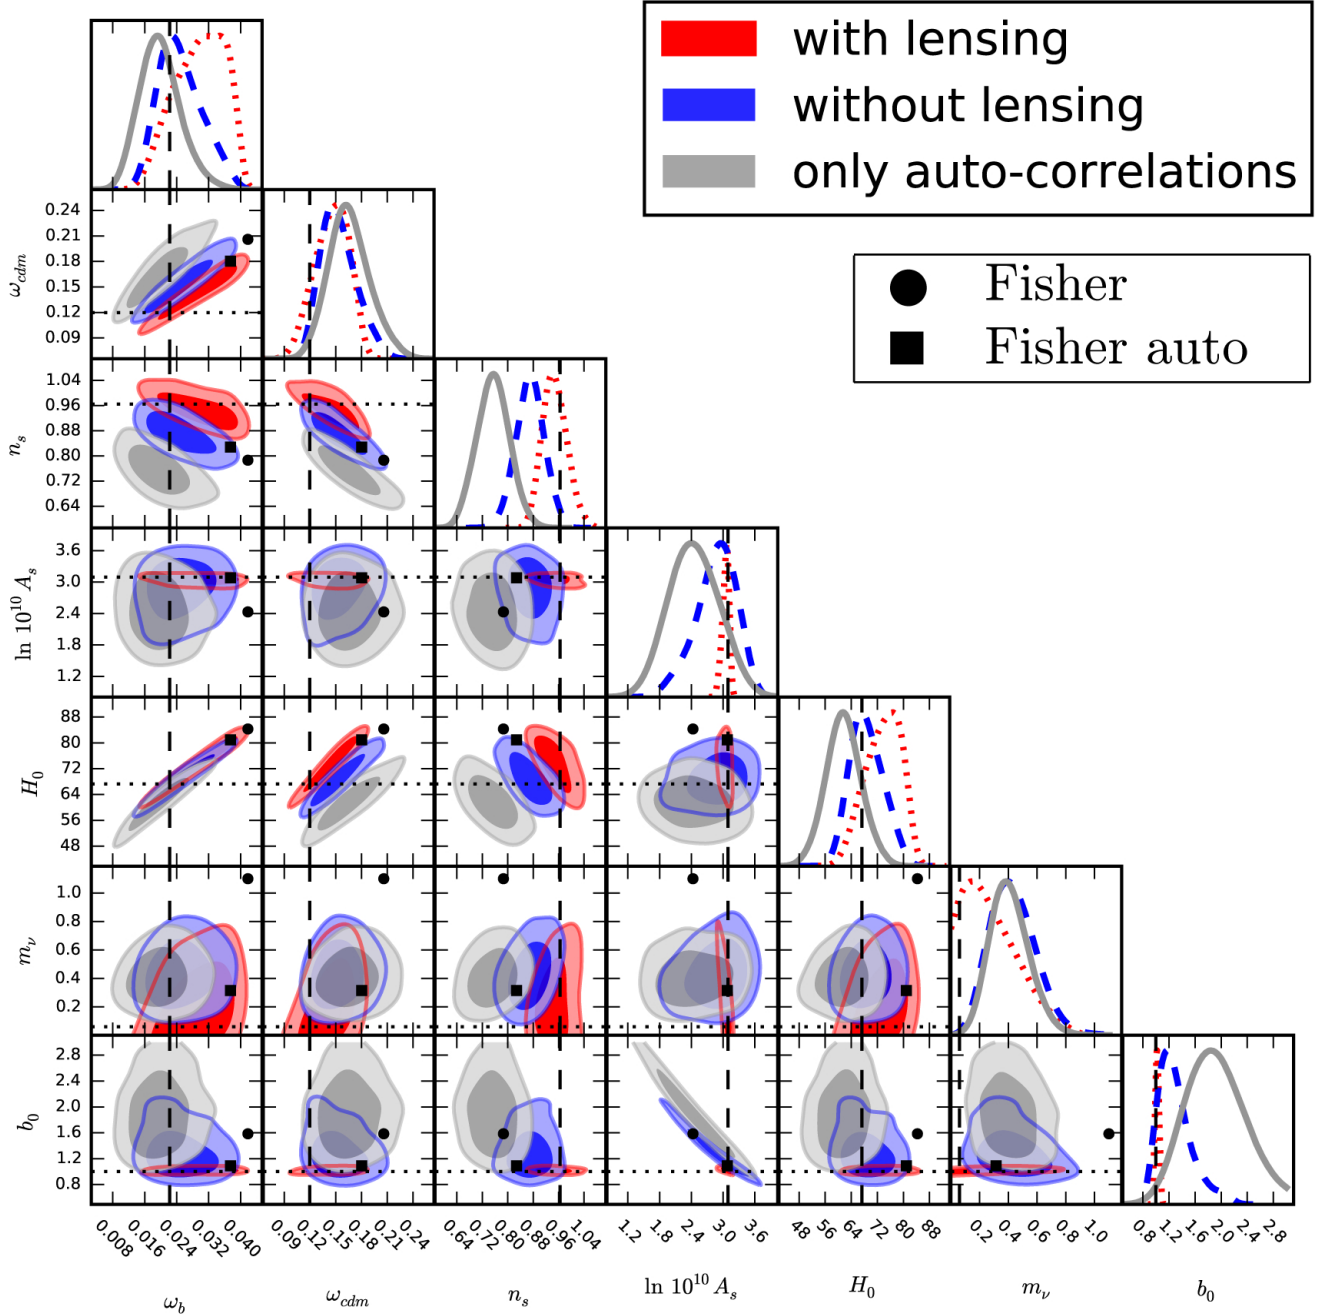 with lensing
without lensing
only auto-correlations
Fisher
Fisher auto
0.24
0.21
0.18
0.15
0.12
0.09
ω_cdm
1.04
0.96
0.88
0.80
0.72
0.64
n_s
3.6
3.0
2.4
1.8
1.2
ln 10^10 A_s
88
80
72
64
56
48
H_0
1.0
0.8
0.6
0.4
0.2
m_ν
2.8
2.4
2.0
1.6
1.2
0.8
b_0
0.008 0.016 0.024 0.032 0.040
0.09 0.12 0.15 0.18 0.21 0.24
0.64 0.72 0.80 0.88 0.96 1.04
1.2 1.8 2.4 3.0 3.6
48 56 64 72 80 88
0.2 0.4 0.6 0.8 1.0
0.8 1.2 1.6 2.0 2.4 2.8
ω_b ω_cdm n_s ln 10^10 A_s H_0 m_ν b_0